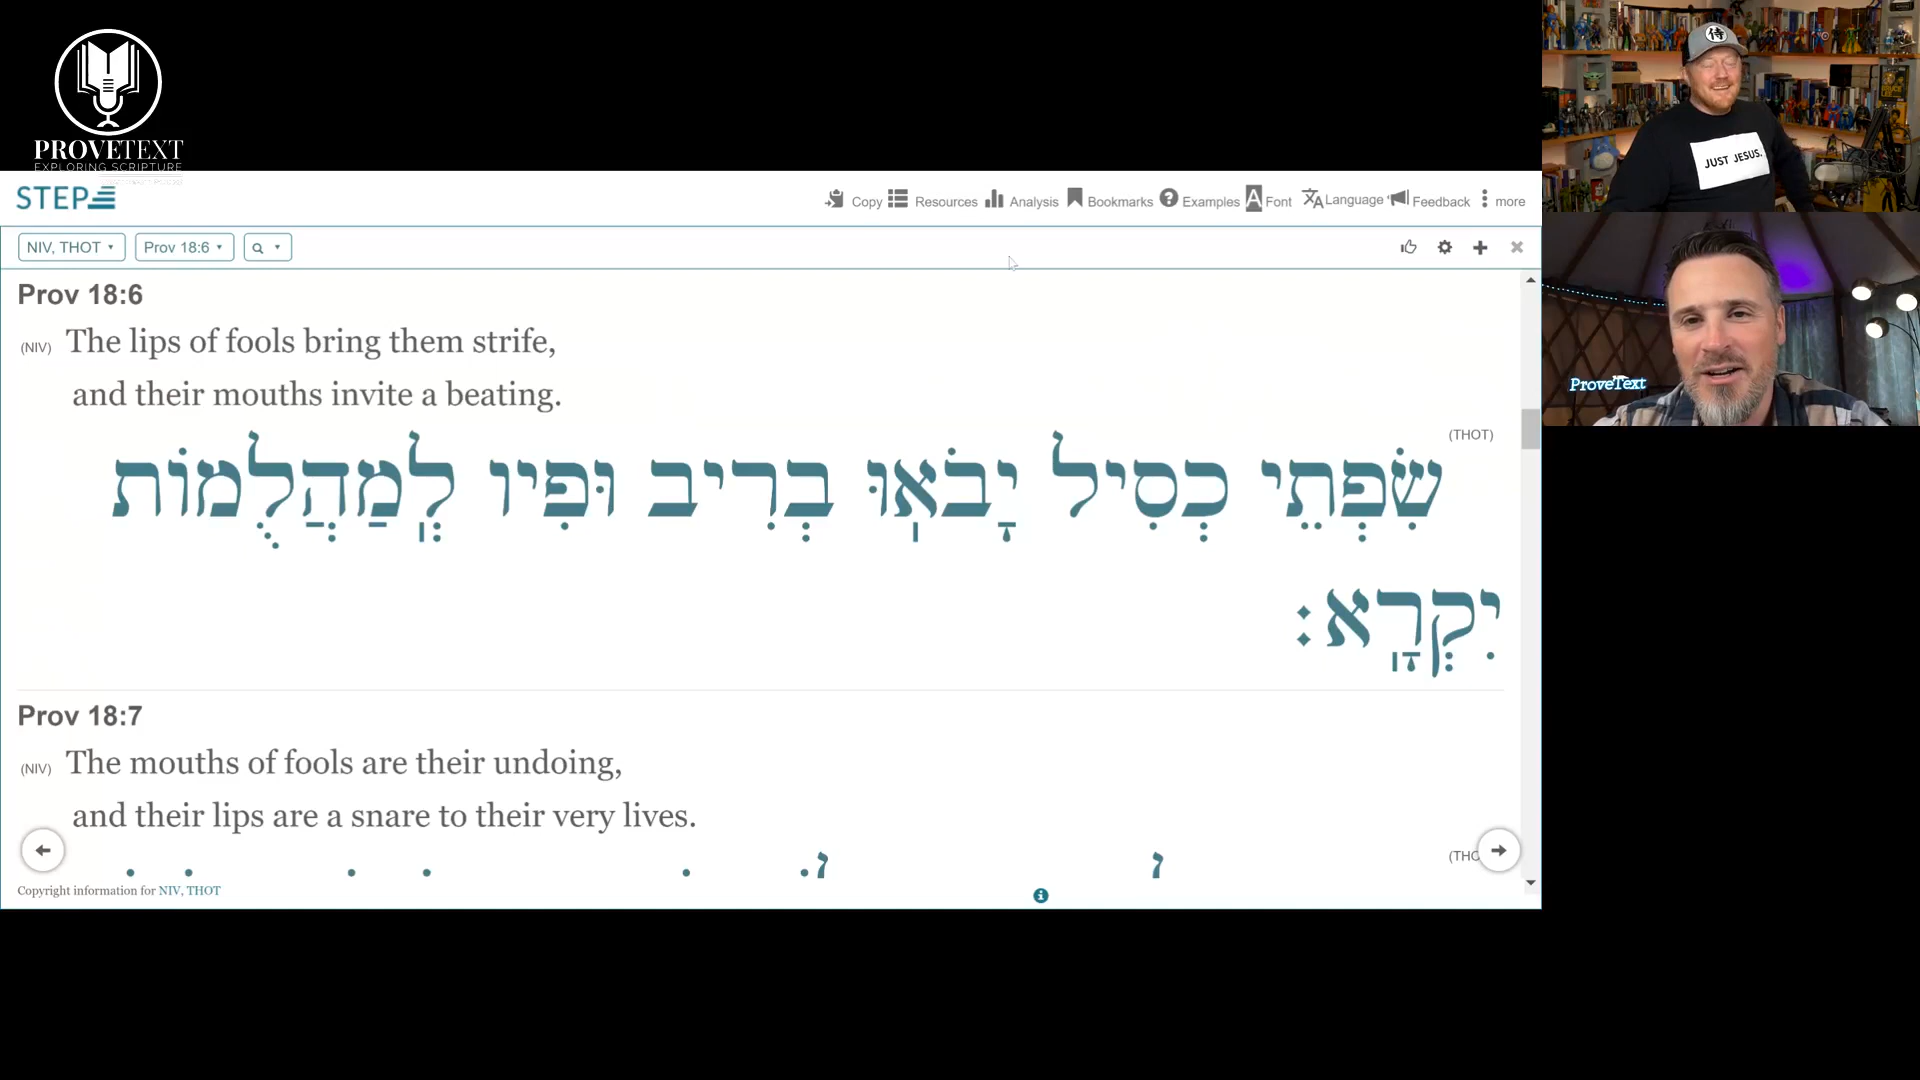 PROVETEXT
EXPLORING SCRIPTURE
STEP
Copy Resources Analysis Bookmarks Examples A Font Language Feedback more
NIV, THOT Prov 18:6
Prov 18:6
(NIV) The lips of fools bring them strife,
and their mouths invite a beating.
(THOT)
שִׂפְתֵי כְסִיל יָבֹאֽוּ בְרִיב וּפִיו לְֽמַהֲלֻמוֹת
יִקְרָֽא׃
Prov 18:7
(NIV) The mouths of fools are their undoing,
and their lips are a snare to their very lives.
Copyright information for NIV, THOT
侍
JUST JESUS.
ProveText